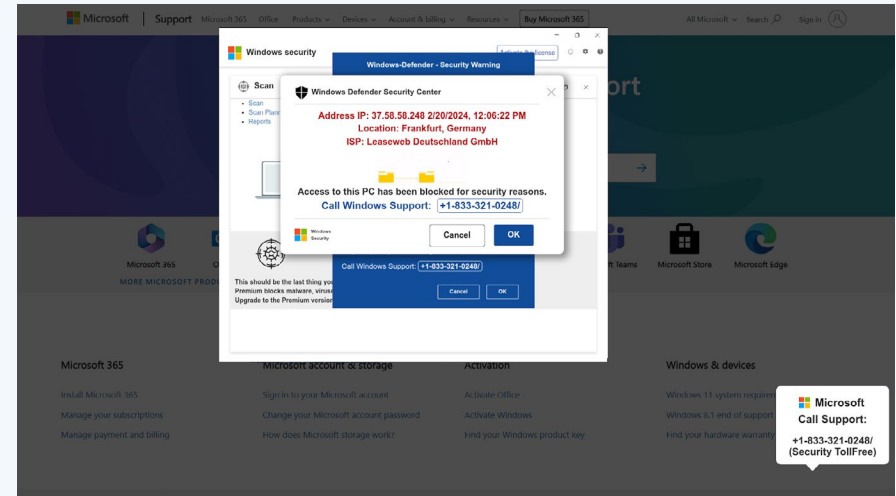 Microsoft Support Microsoft 365 Office Products Devices Account & billing Resources Buy Microsoft 365 All Microsoft Search Sign in
Windows security
Windows-Defender - Security Warning
Scan
Scan
Reports
Windows Defender Security Center
Address IP: 37.58.58.248 2/20/2024, 12:06:22 PM
Location: Frankfurt, Germany
ISP: Leaseweb Deutschland GmbH
Access to this PC has been blocked for security reasons.
Call Windows Support: +1-833-321-0248/
Windows
Security
Cancel OK
ort
Microsoft 365
Microsoft Store
Microsoft Edge
MORE MICROSOFT
This should be the last thing you
Premium blocks malware,
Upgrade to the Premium version
Call Windows Support: +1-833-321-0248/
Cancel OK
Microsoft 365
Microsoft account & storage
Activation
Windows & devices
Install Microsoft 365
Sign in to your Microsoft account
Activate Office
Windows 11 system
Manage your subscriptions
Change your Microsoft account password
Activate Windows
Windows 8.1 end of support
Manage payment and billing
How does Microsoft storage work?
Find your Windows product key
Find your hardware warranty
Microsoft
Call Support:
+1-833-321-0248/
(Security TollFree)